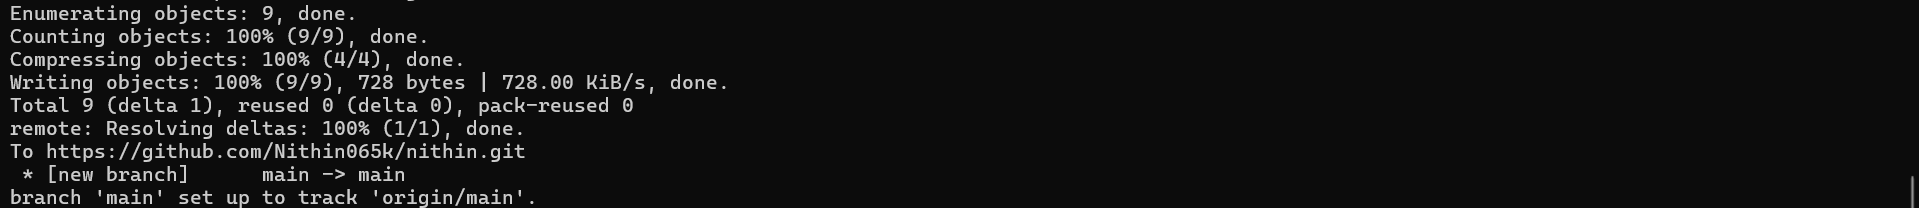 Enumerating objects: 9, done.
Counting objects: 100% (9/9), done.
Compressing objects: 100% (4/4), done.
Writing objects: 100% (9/9), 728 bytes | 728.00 KiB/s, done.
Total 9 (delta 1), reused 0 (delta 0), pack-reused 0
remote: Resolving deltas: 100% (1/1), done.
To https://github.com/Nithin065k/nithin.git
 * [new branch]      main -> main
branch 'main' set up to track 'origin/main'.